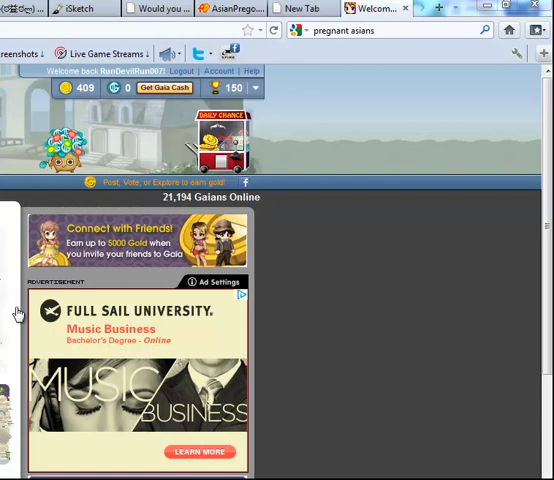 iSketch
Would you ...
AsianPrego...
New Tab
Welcom...
creenshots↓
Live Game Streams↓
pregnant asians
Welcome back RunDevilRun007! Logout | Account | Help
409
0
Get Gaia Cash
150
DAILY CHANCE
Post, Vote, or Explore to earn gold!
21,194 Gaians Online
Connect with Friends!
Earn up to 5000 Gold when
you invite your friends to Gaia
ADVERTISEMENT
Ad Settings
FULL SAIL UNIVERSITY.
Music Business
Bachelor's Degree - Online
MUSIC
BUSINESS
LEARN MORE